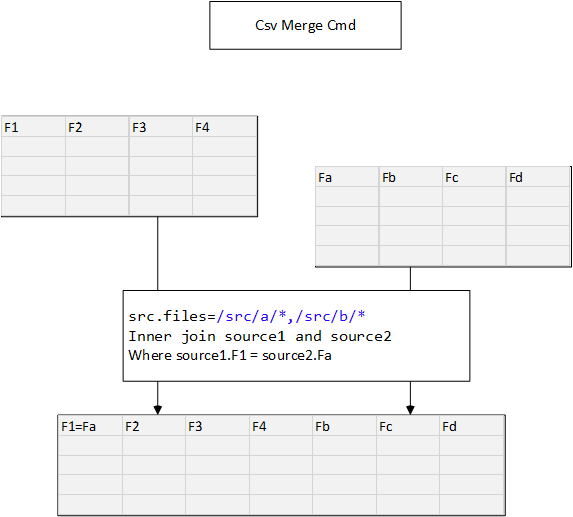 Csv Merge Cmd
F1 F2 F3 F4
Fa Fb Fc Fd
src.files=/src/a/*,/src/b/*
Inner join source1 and source2
Where source1.F1 = source2.Fa
F1=Fa F2 F3 F4 Fb Fc Fd